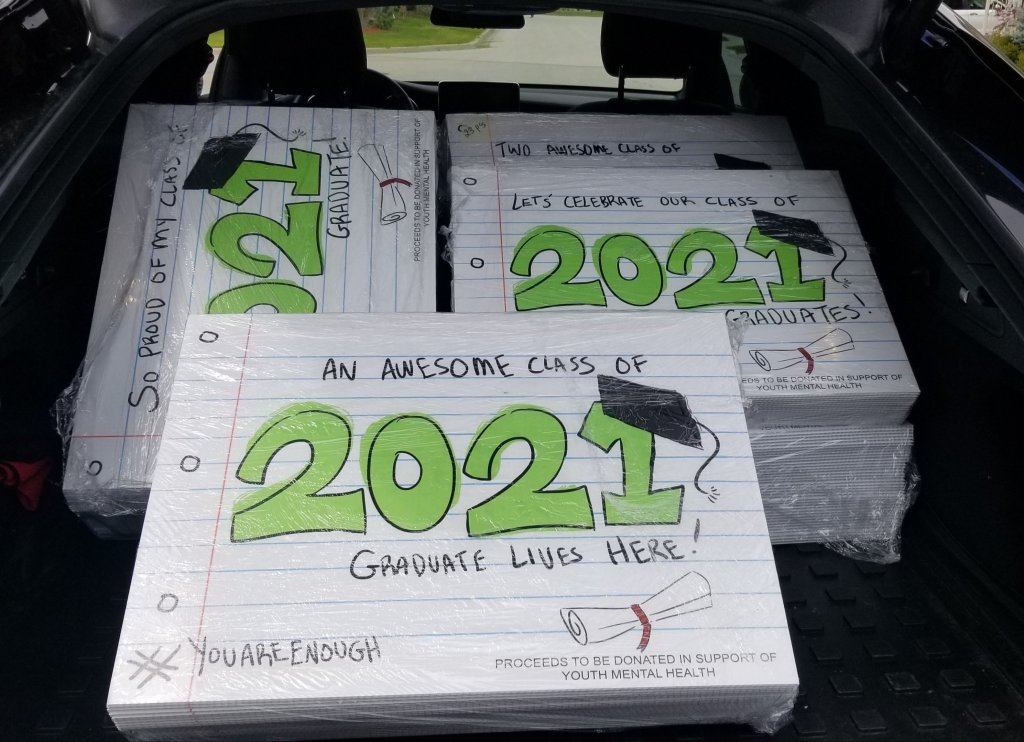 SO PROUD OF MY CLASS OF
2021
GRADUATE!
PROCEEDS TO BE DONATED IN SUPPORT OF
YOUTH MENTAL HEALTH
TWO AWESOME CLASS OF
LET'S CELEBRATE OUR CLASS OF
2021
GRADUATES!
EDS TO BE DONATED IN SUPPORT OF
YOUTH MENTAL HEALTH
AN AWESOME CLASS OF
2021
GRADUATE LIVES HERE!
#YOUAREENOUGH
PROCEEDS TO BE DONATED IN SUPPORT OF
YOUTH MENTAL HEALTH